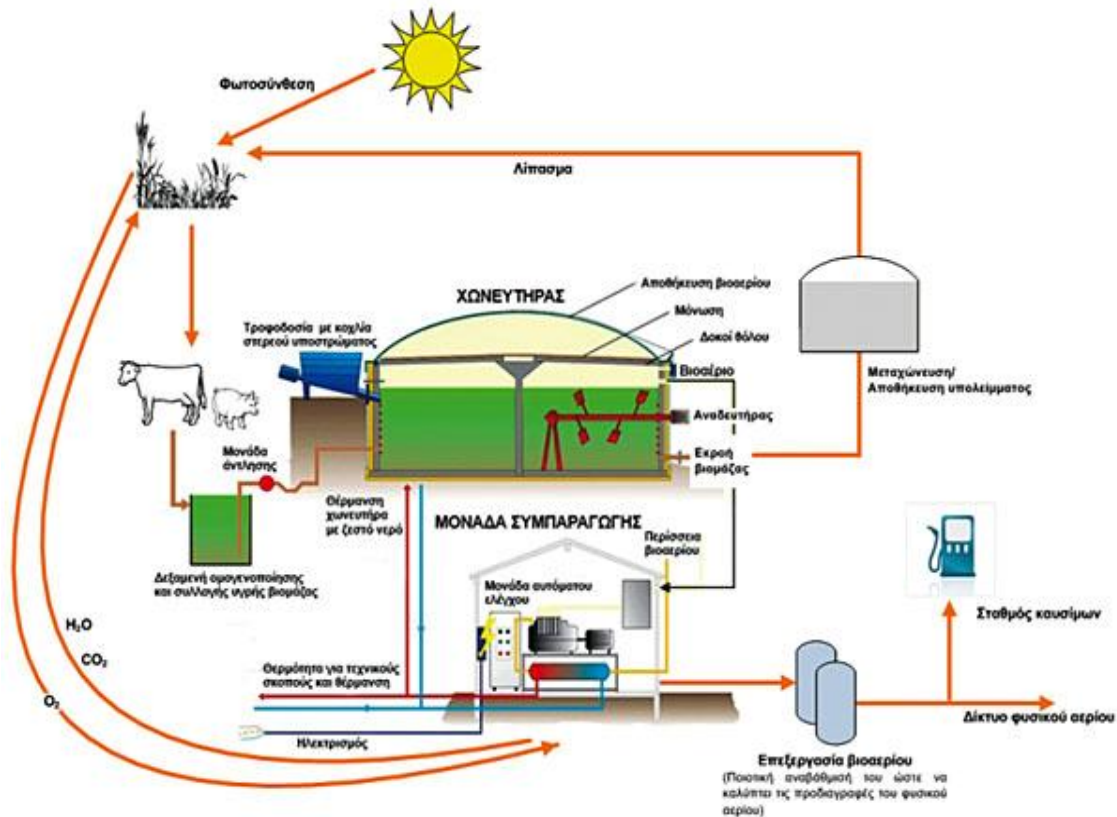 Φωτοσύνθεση
Λίπασμα
ΧΩΝΕΥΤΗΡΑΣ
Αποθήκευση βιοαερίου
Μόνωση
Δοκοί θόλου
Τροφοδοσία με κοχλία
στερεού υποστρώματος
Βιοαέριο
Μεταχώνευση/
Αποθήκευση υπολείμματος
Αναδευτήρας
Μονάδα
άντλησης
Εκροή
βιομάζας
Θέρμανση
χωνευτήρα
με ζεστό νερό
ΜΟΝΑΔΑ ΣΥΜΠΑΡΑΓΩΓΗΣ
Περίσσεια
βιοαερίου
Δεξαμενή ομογενοποίησης
και συλλογής υγρής βιομάζας
Μονάδα αυτόματου
ελέγχου
Σταθμός καυσίμων
H₂O
CO₂
O₂
Θερμότητα για τεχνικούς
σκοπούς και θέρμανση
Δίκτυο φυσικού αερίου
Ηλεκτρισμός
Επεξεργασία βιοαερίου
(Ποιοτική αναβάθμισή του ώστε να
καλύπτει τις προδιαγραφές του φυσικού
αερίου)